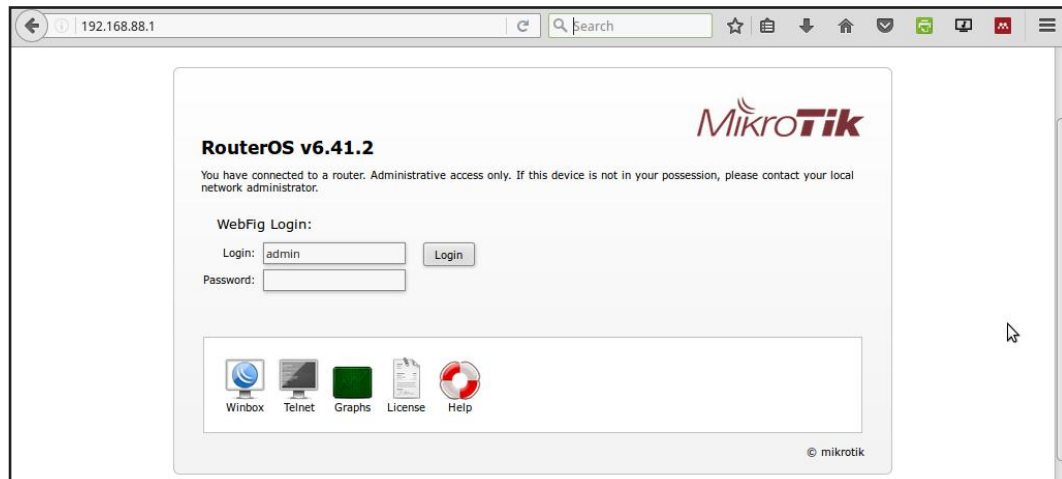 192.168.88.1
Search
MikroTik
RouterOS v6.41.2
You have connected to a router. Administrative access only. If this device is not in your possession, please contact your local
network administrator.
WebFig Login:
Login: admin Login
Password:
Winbox Telnet Graphs License Help
© mikrotik